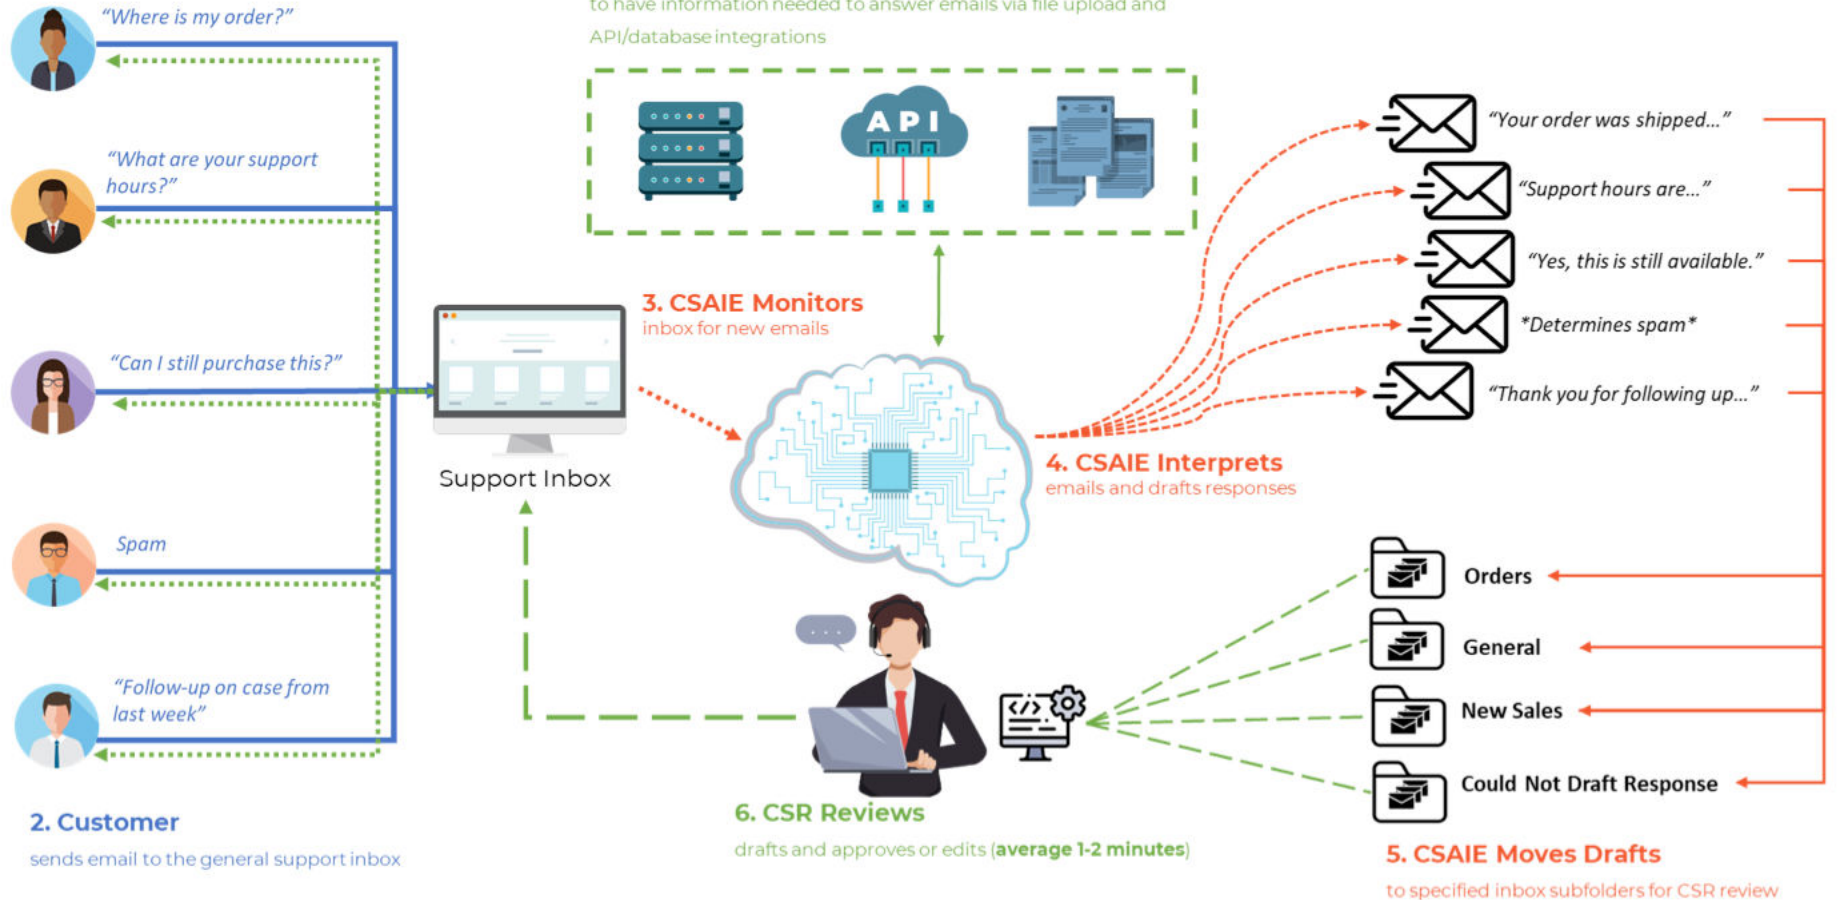 to have information needed to answer emails via file upload and
API/database integrations
“Where is my order?”
“What are your support
hours?”
“Can I still purchase this?”
Spam
“Follow-up on case from
last week”
2. Customer
sends email to the general support inbox
API
3. CSAIE Monitors
inbox for new emails
Support Inbox
4. CSAIE Interprets
emails and drafts responses
“Your order was shipped...”
“Support hours are...”
“Yes, this is still available.”
*Determines spam*
“Thank you for following up...”
Orders
General
New Sales
Could Not Draft Response
5. CSAIE Moves Drafts
to specified inbox subfolders for CSR review
6. CSR Reviews
drafts and approves or edits (average 1-2 minutes)